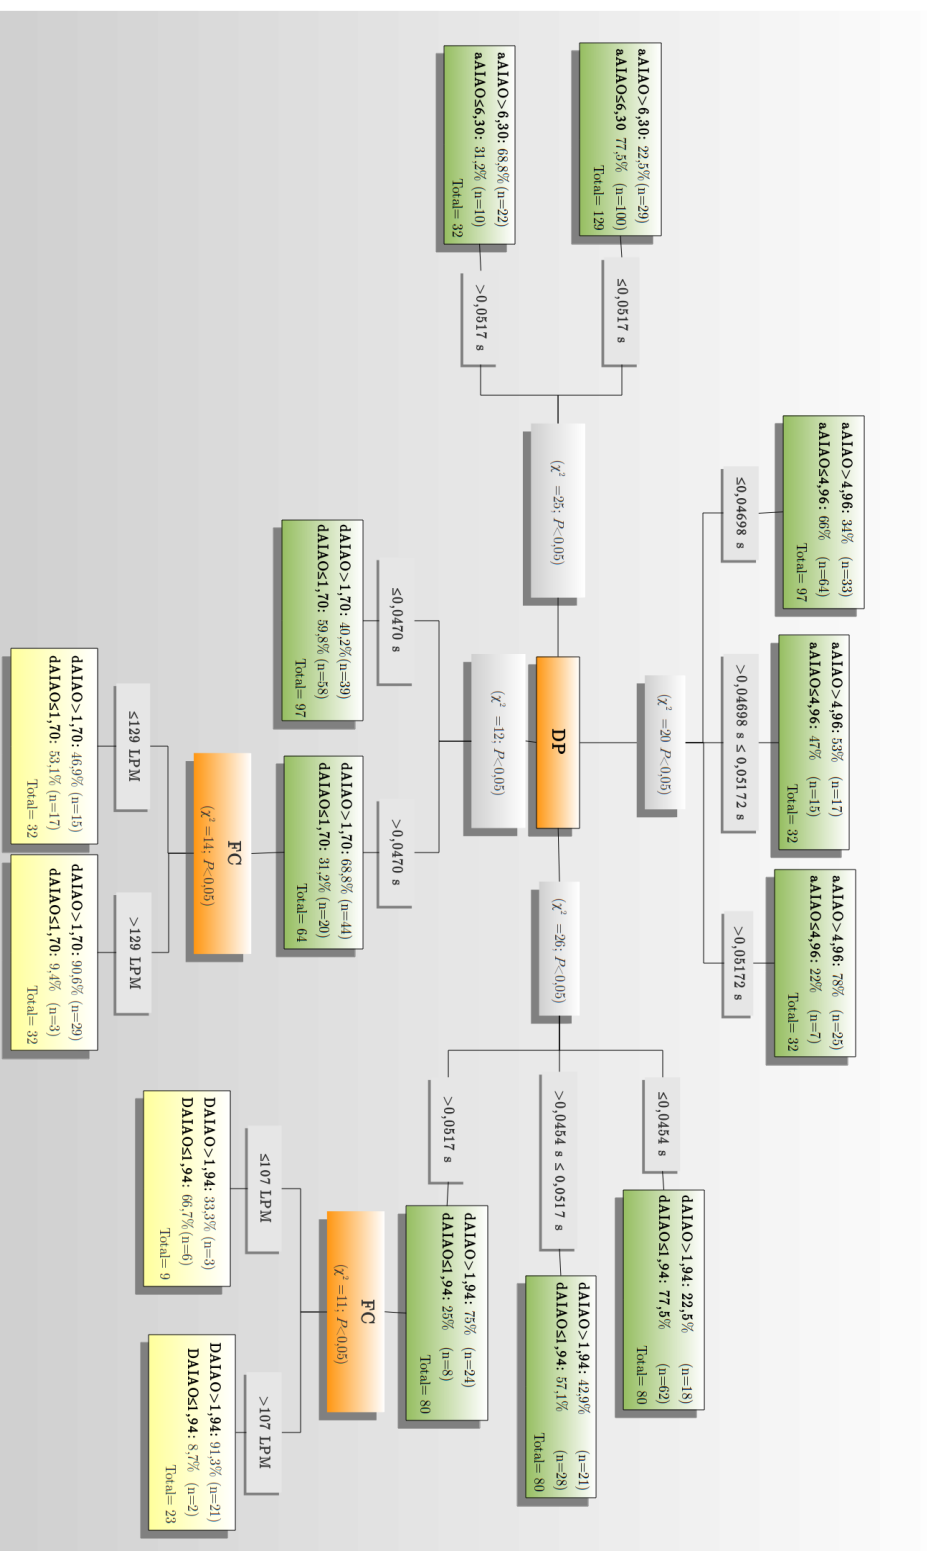 aAIAO>6,30: 22,5% (n=29)
aAIAO≤6,30 77,5% (n=100)
Total= 129
≤0,0517 s
aAIAO>6,30: 68,8% (n=22)
aAIAO≤6,30: 31,2% (n=10)
Total= 32
>0,0517 s
(χ² =25; P<0,05)
aAIAO>4,96: 34% (n=33)
aAIAO≤4,96: 66% (n=64)
Total= 97
≤0,04698 s
aAIAO>4,96: 53% (n=17)
aAIAO≤4,96: 47% (n=15)
Total= 32
>0,04698 s ≤ 0,05172 s
aAIAO>4,96: 78% (n=25)
aAIAO≤4,96: 22% (n=7)
Total= 32
>0,05172 s
(χ² =20 P<0,05)
DP
(χ² =12; P<0,05)
≤0,0470 s
dAIAO>1,70: 40,2%(n=39)
dAIAO≤1,70: 59,8% (n=58)
Total= 97
>0,0470 s
dAIAO>1,70: 68,8% (n=44)
dAIAO≤1,70: 31,2% (n=20)
Total= 64
FC
(χ² =14; P<0,05)
≤129 LPM
dAIAO>1,70: 46,9% (n=15)
dAIAO≤1,70: 53,1% (n=17)
Total= 32
>129 LPM
dAIAO>1,70: 90,6% (n=29)
dAIAO≤1,70: 9,4% (n=3)
Total= 32
(χ² =26; P<0,05)
≤0,0454 s
dAIAO>1,94: 22,5% (n=18)
dAIAO≤1,94: 77,5% (n=62)
Total= 80
>0,0454 s ≤ 0,0517 s
dAIAO>1,94: 42,9% (n=21)
dAIAO≤1,94: 57,1% (n=28)
Total= 80
>0,0517 s
dAIAO>1,94: 75% (n=24)
dAIAO≤1,94: 25% (n=8)
Total= 80
FC
(χ² =11; P<0,05)
≤107 LPM
DAIAO>1,94: 33,3% (n=3)
DAIAO≤1,94: 66,7%(n=6)
Total= 9
>107 LPM
DAIAO>1,94: 91,3% (n=21)
DAIAO≤1,94: 8,7% (n=2)
Total= 23